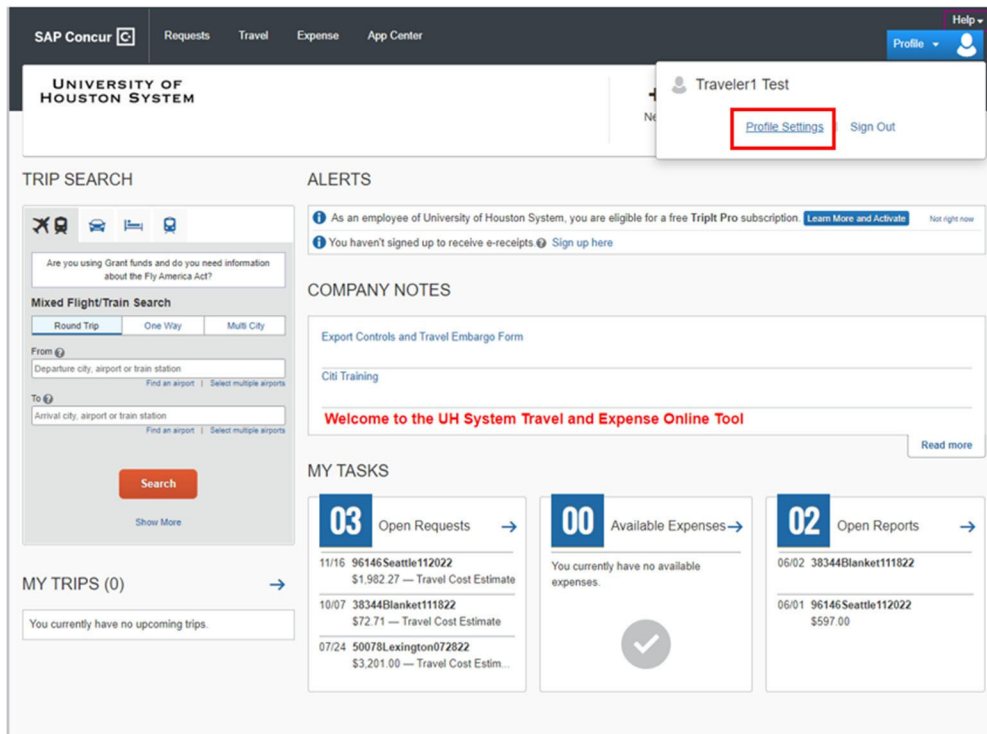 Help
SAP Concur C Requests Travel Expense App Center
Profile
UNIVERSITY OF
HOUSTON SYSTEM
Traveler1 Test
Profile Settings Sign Out
TRIP SEARCH
Are you using Grant funds and do you need information
about the Fly America Act?
Mixed Flight/Train Search
Round Trip One Way Multi City
From
Departure city, airport or train station
Find an airport | Select multiple airports
To
Arrival city, airport or train station
Find an airport | Select multiple airports
Search
Show More
MY TRIPS (0)
You currently have no upcoming trips.
ALERTS
As an employee of University of Houston System, you are eligible for a free TripIt Pro subscription. Learn More and Activate Not right now
You haven't signed up to receive e-receipts. Sign up here
COMPANY NOTES
Export Controls and Travel Embargo Form
Citi Training
Welcome to the UH System Travel and Expense Online Tool
Read more
MY TASKS
03 Open Requests
11/16 96146Seattle112022
$1,982.27 — Travel Cost Estimate
10/07 38344Blanket111822
$72.71 — Travel Cost Estimate
07/24 50078Lexington072822
$3,201.00 — Travel Cost Estim...
00 Available Expenses
You currently have no available
expenses.
02 Open Reports
06/02 38344Blanket111822
06/01 96146Seattle112022
$597.00